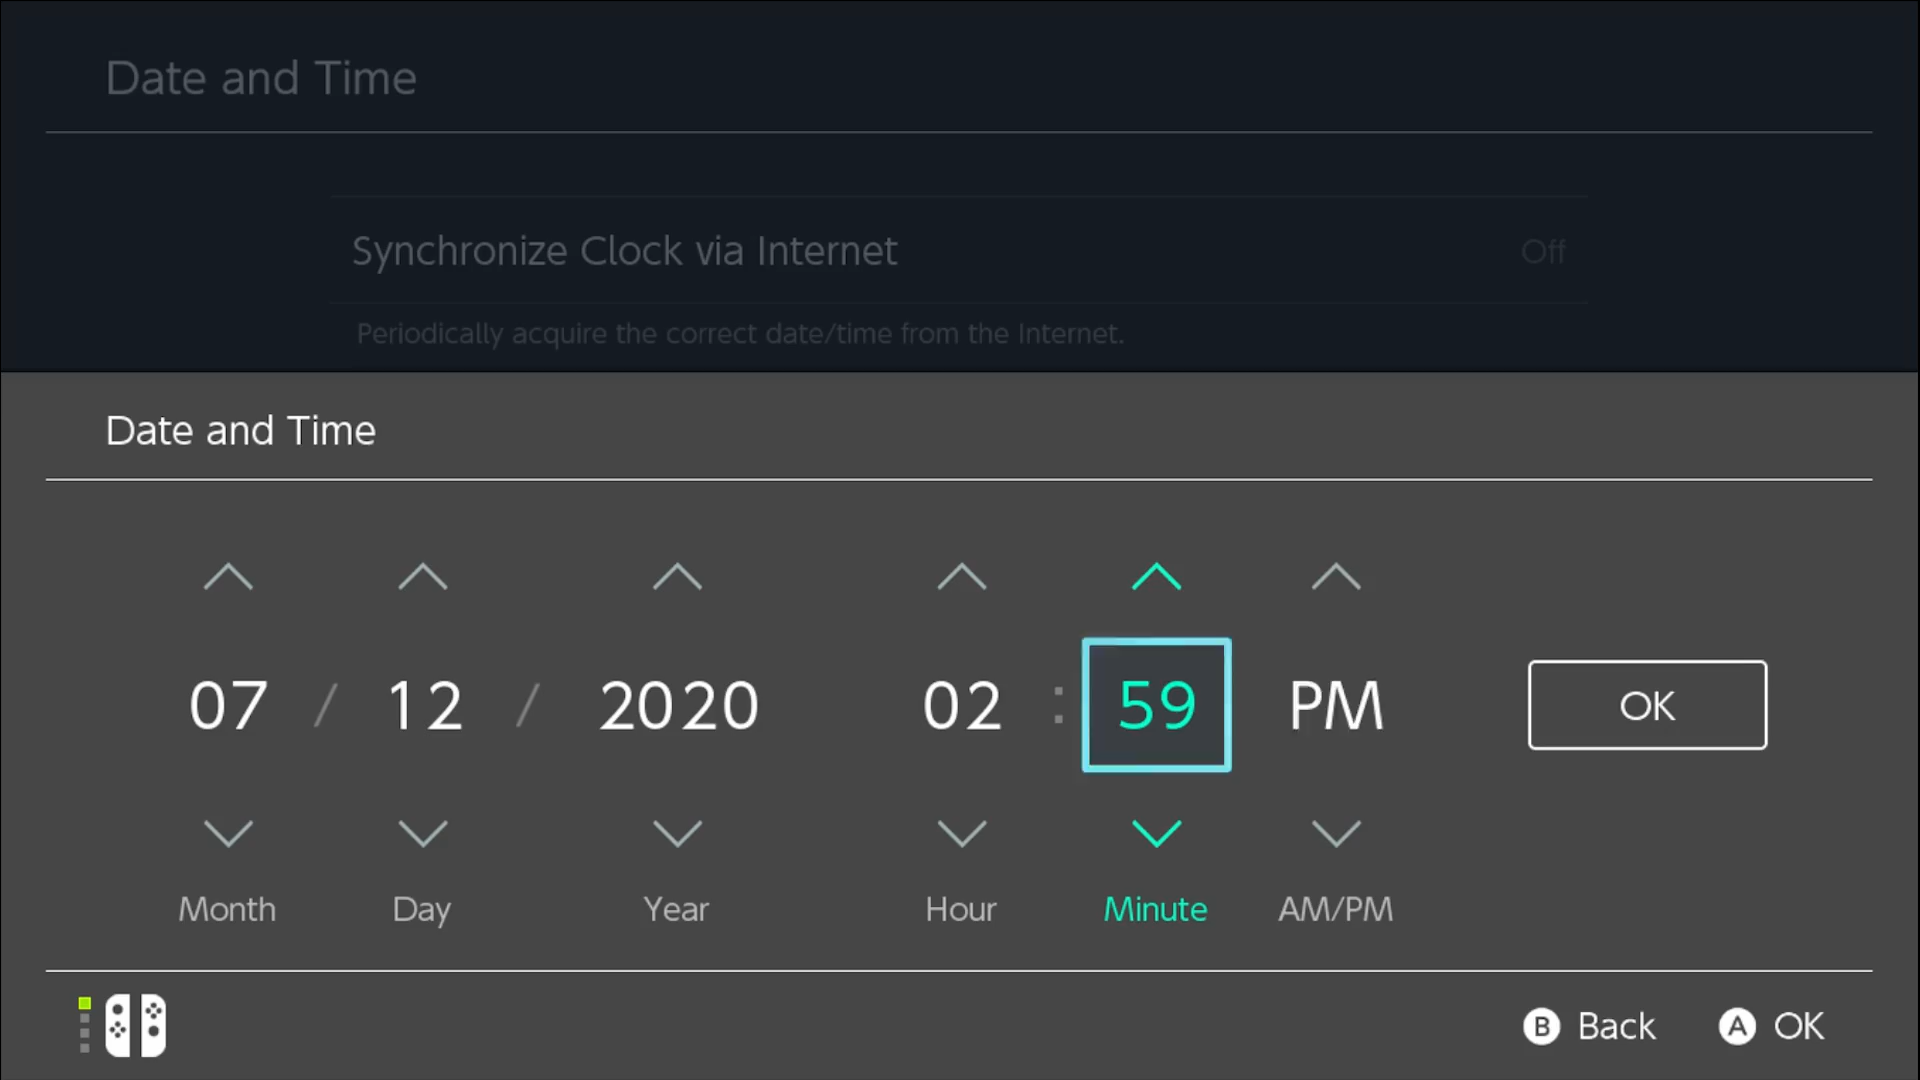 Date and Time
Synchronize Clock via Internet Off
Periodically acquire the correct date/time from the Internet.
Date and Time
07 / 12 / 2020 02 : 59 PM OK
Month Day Year Hour Minute AM/PM
B Back A OK